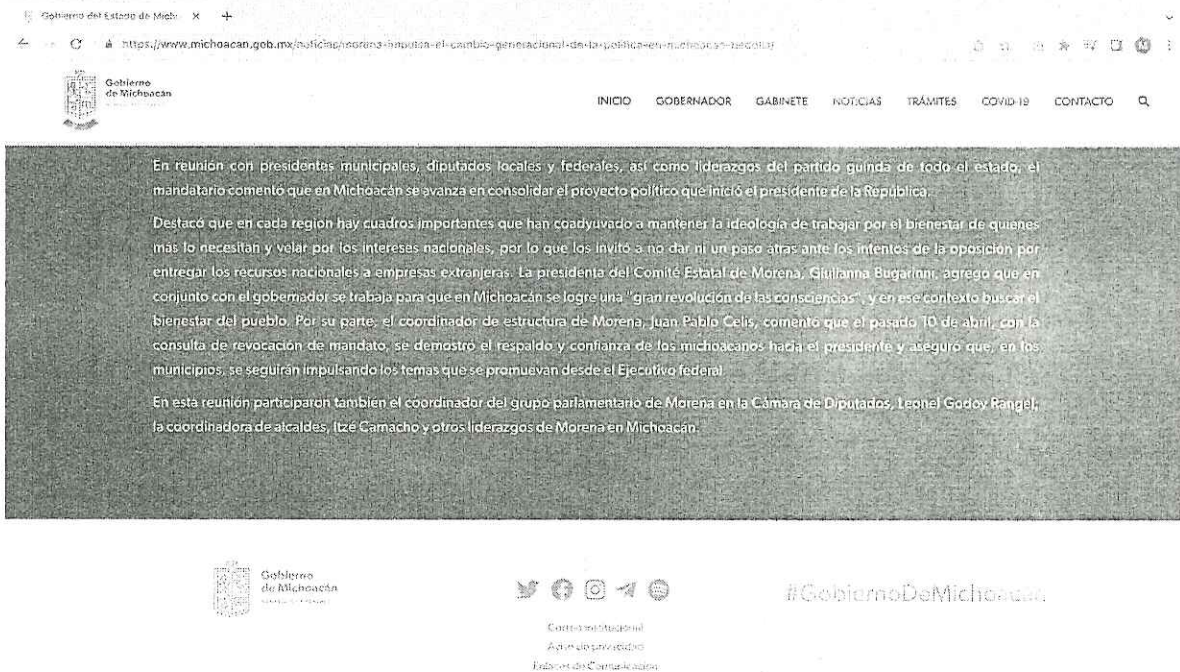 Gobierno del Estado de Micho
https://www.michoacan.gob.mx/noticias/morena-impulsa-el-cambio-generacional-de-la-politica-en-michoacan-bedolla/
Gobierno
de Michoacán
INICIO GOBERNADOR GABINETE NOTICIAS TRÁMITES COVID-19 CONTACTO
En reunión con presidentes municipales, diputados locales y federales, así como liderazgos del partido guinda de todo el estado, el
mandatario comentó que en Michoacán se avanza en consolidar el proyecto político que inició el presidente de la República.
Destacó que en cada región hay cuadros importantes que han coadyuvado a mantener la ideología de trabajar por el bienestar de quienes
más lo necesitan y velar por los intereses nacionales, por lo que los invitó a no dar ni un paso atrás ante los intentos de la oposición por
entregar los recursos nacionales a empresas extranjeras. La presidenta del Comité Estatal de Morena, Giulianna Bugarinni, agregó que en
conjunto con el gobernador se trabaja para que en Michoacán se logre una "gran revolución de las consciencias", y en ese contexto buscar el
bienestar del pueblo. Por su parte, el coordinador de estructura de Morena, Juan Pablo Celis, comentó que el pasado 10 de abril, con la
consulta de revocación de mandato, se demostró el respaldo y confianza de los michoacanos hacia el presidente y aseguró que, en los
municipios, se seguirán impulsando los temas que se promuevan desde el Ejecutivo federal.
En esta reunión participaron también el coordinador del grupo parlamentario de Morena en la Cámara de Diputados, Leonel Godoy Rangel;
la coordinadora de alcaldes, Itzé Camacho y otros liderazgos de Morena en Michoacán.
Gobierno
de Michoacán
#GobiernoDeMichoacán
Correo institucional
Aviso de privacidad
Enlaces de Comunicación